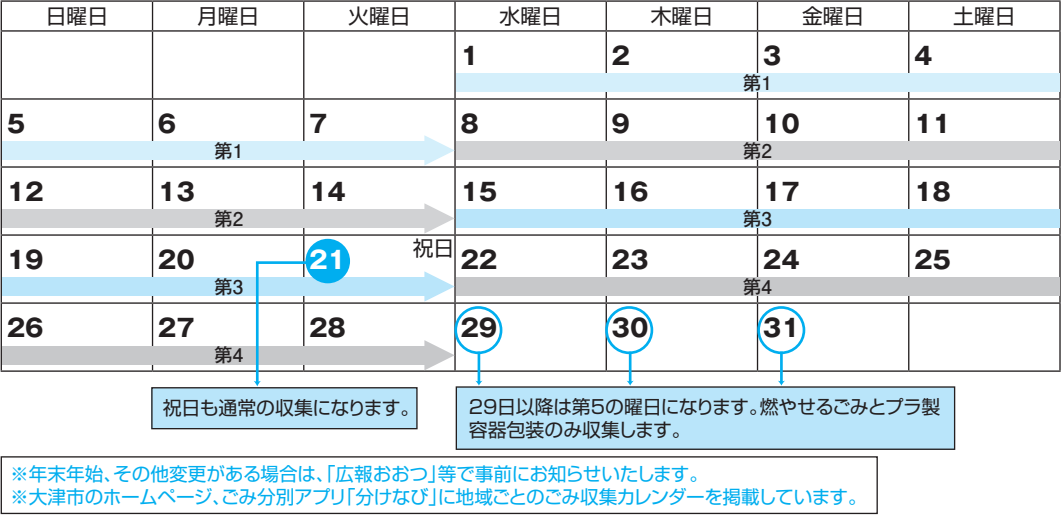 日曜日 月曜日 火曜日 水曜日 木曜日 金曜日 土曜日
1 2 3 4
第1
5 6 7 8 9 10 11
第1 第2
12 13 14 15 16 17 18
第2 第3
祝日
19 20 21 22 23 24 25
第3 第4
26 27 28 29 30 31
第4
祝日も通常の収集になります。
29日以降は第5の曜日になります。燃やせるごみとプラ製
容器包装のみ収集します。
※年末年始、その他変更がある場合は、「広報おおつ」等で事前にお知らせいたします。
※大津市のホームページ、ごみ分別アプリ「分けなび」に地域ごとのごみ収集カレンダーを掲載しています。